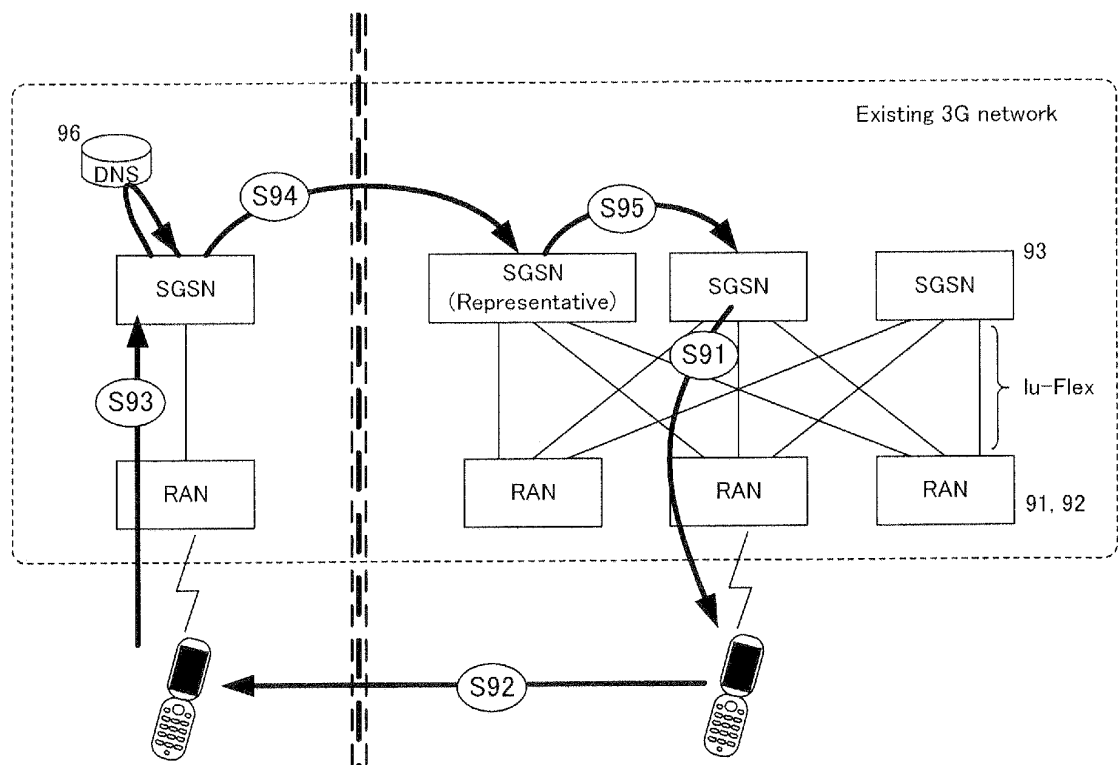 Existing 3G network
96
DNS
S94
S95
93
SGSN
SGSN
(Representative)
SGSN
SGSN
S91
Iu-Flex
S93
RAN
RAN
RAN
RAN
91, 92
S92